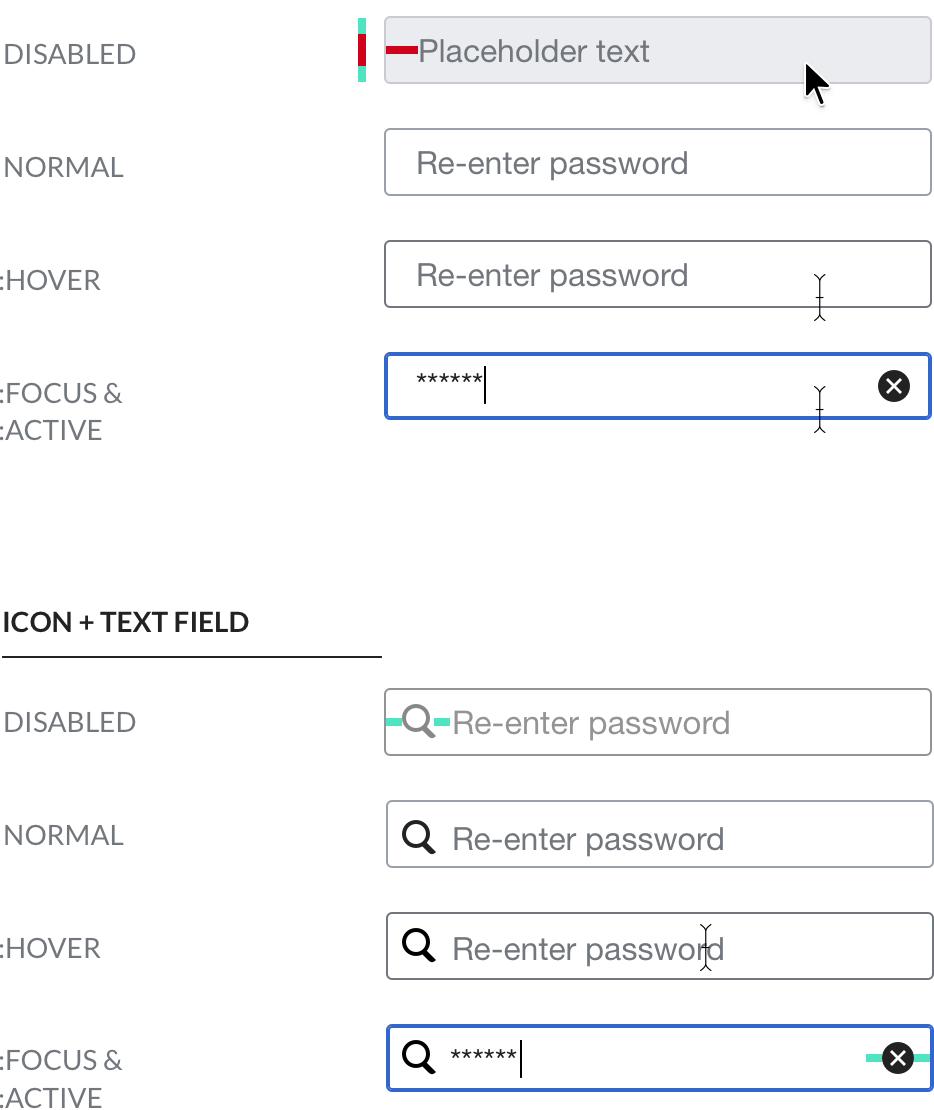 DISABLED
Placeholder text
NORMAL
Re-enter password
:HOVER
Re-enter password
:FOCUS &
:ACTIVE
******
ICON + TEXT FIELD
DISABLED
Re-enter password
NORMAL
Re-enter password
:HOVER
Re-enter password
:FOCUS &
:ACTIVE
******